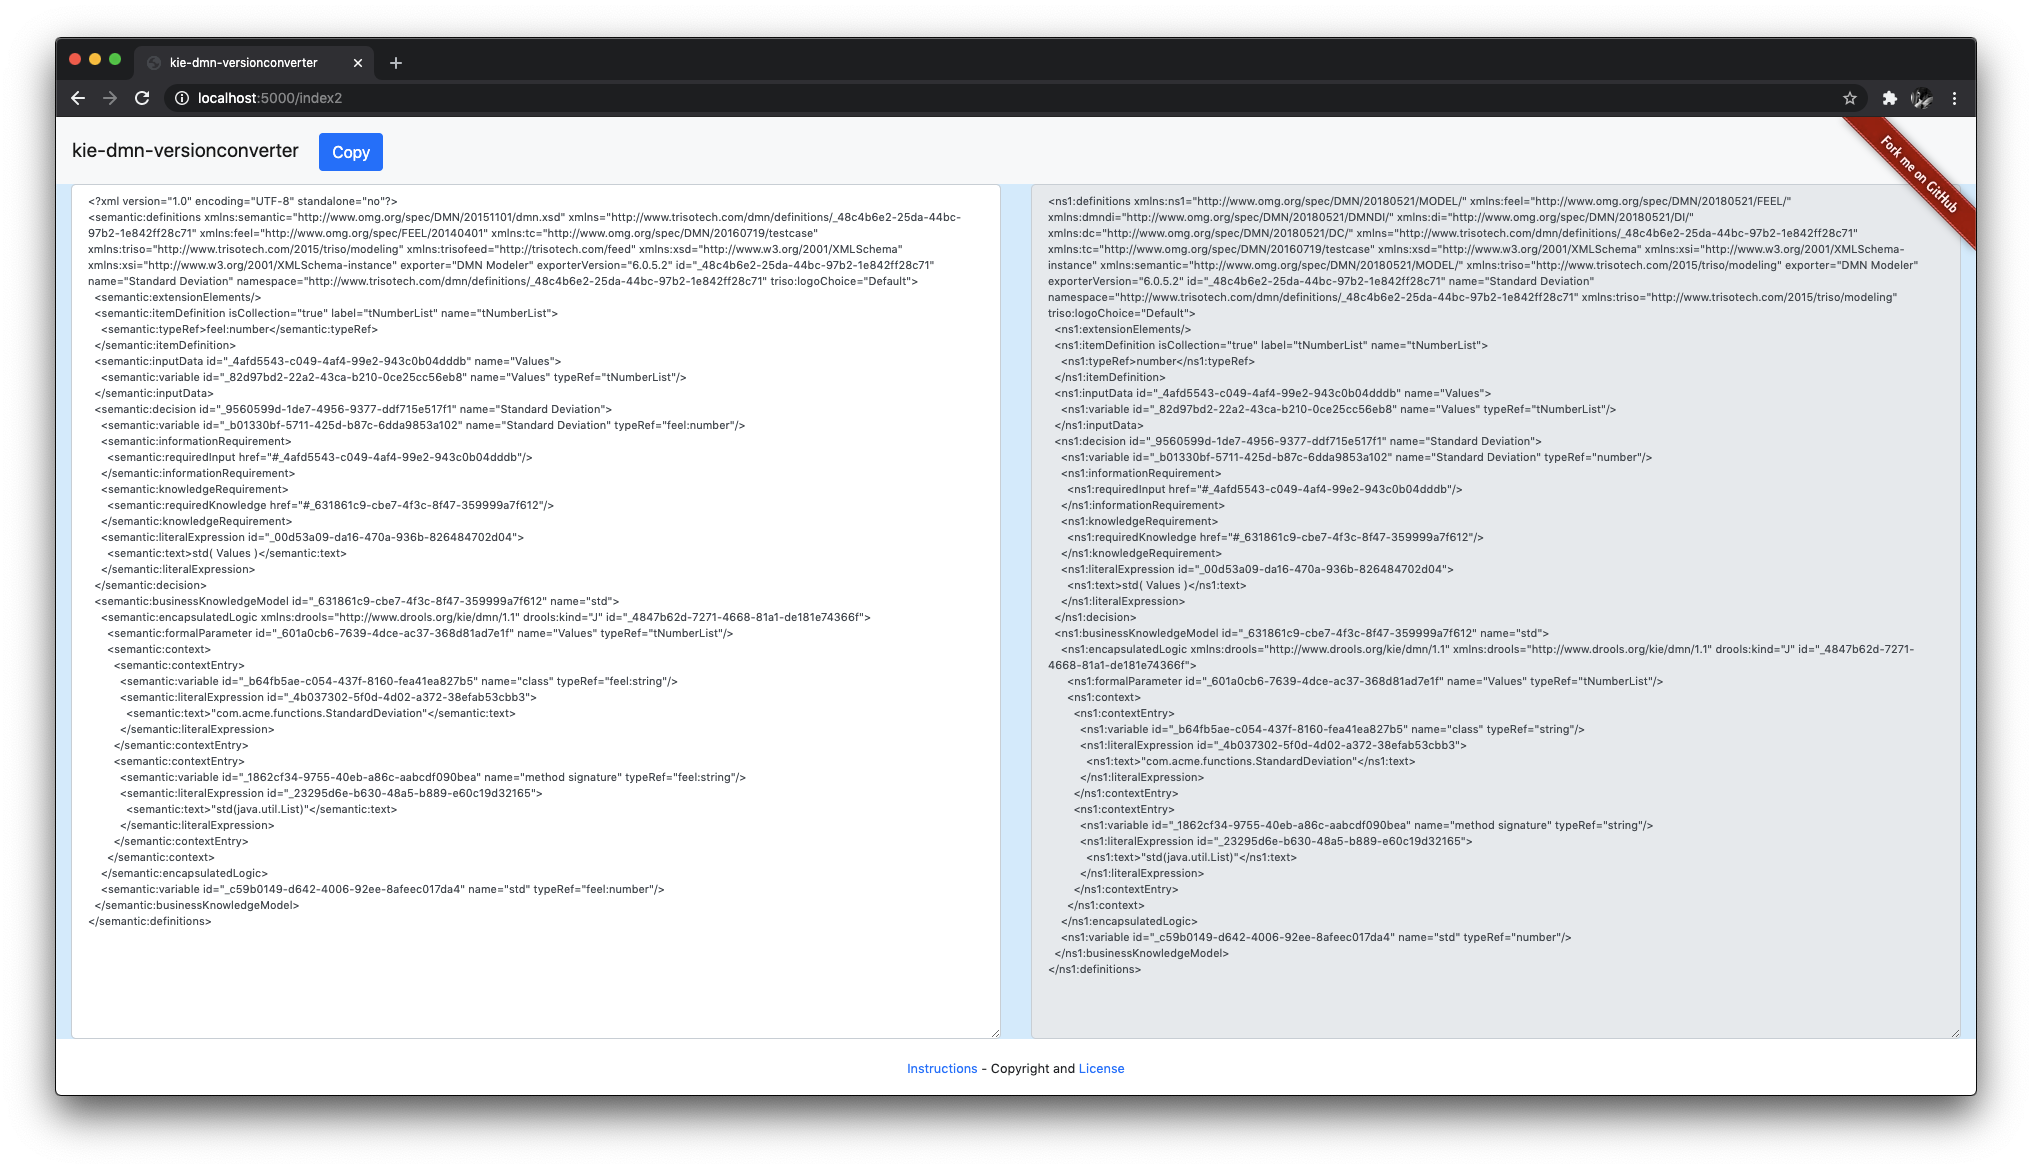 kie-dmn-versionconverter
localhost:5000/index2
kie-dmn-versionconverter
Copy
Fork me on GitHub
<?xml version="1.0" encoding="UTF-8" standalone="no"?>
<semantic:definitions xmlns:semantic="http://www.omg.org/spec/DMN/20151101/dmn.xsd" xmlns="http://www.trisotech.com/dmn/definitions/_48c4b6e2-25da-44bc-
97b2-1e842ff28c71" xmlns:feel="http://www.omg.org/spec/FEEL/20140401" xmlns:tc="http://www.omg.org/spec/DMN/20160719/testcase"
xmlns:triso="http://www.trisotech.com/2015/triso/modeling" xmlns:trisofeed="http://trisotech.com/feed" xmlns:xsd="http://www.w3.org/2001/XMLSchema"
xmlns:xsi="http://www.w3.org/2001/XMLSchema-instance" exporter="DMN Modeler" exporterVersion="6.0.5.2" id="_48c4b6e2-25da-44bc-97b2-1e842ff28c71"
name="Standard Deviation" namespace="http://www.trisotech.com/dmn/definitions/_48c4b6e2-25da-44bc-97b2-1e842ff28c71" triso:logoChoice="Default">
<semantic:extensionElements/>
<semantic:itemDefinition isCollection="true" label="tNumberList" name="tNumberList">
<semantic:typeRef>feel:number</semantic:typeRef>
</semantic:itemDefinition>
<semantic:inputData id="_4afd5543-c049-4af4-99e2-943c0b04dddb" name="Values">
<semantic:variable id="_82d97bd2-22a2-43ca-b210-0ce25cc56eb8" name="Values" typeRef="tNumberList"/>
</semantic:inputData>
<semantic:decision id="_9560599d-1de7-4956-9377-ddf715e517f1" name="Standard Deviation">
<semantic:variable id="_b01330bf-5711-425d-b87c-6dda9853a102" name="Standard Deviation" typeRef="feel:number"/>
<semantic:informationRequirement>
<semantic:requiredInput href="#_4afd5543-c049-4af4-99e2-943c0b04dddb"/>
</semantic:informationRequirement>
<semantic:knowledgeRequirement>
<semantic:requiredKnowledge href="#_631861c9-cbe7-4f3c-8f47-359999a7f612"/>
</semantic:knowledgeRequirement>
<semantic:literalExpression id="_00d53a09-da16-470a-936b-826484702d04">
<semantic:text>std( Values )</semantic:text>
</semantic:literalExpression>
</semantic:decision>
<semantic:businessKnowledgeModel id="_631861c9-cbe7-4f3c-8f47-359999a7f612" name="std">
<semantic:encapsulatedLogic xmlns:drools="http://www.drools.org/kie/dmn/1.1" drools:kind="J" id="_4847b62d-7271-4668-81a1-de181e74366f">
<semantic:formalParameter id="_601a0cb6-7639-4dce-ac37-368d81ad7e1f" name="Values" typeRef="tNumberList"/>
<semantic:context>
<semantic:contextEntry>
<semantic:variable id="_b64fb5ae-c054-437f-8160-fea41ea827b5" name="class" typeRef="feel:string"/>
<semantic:literalExpression id="_4b037302-5f0d-4d02-a372-38efab53cbb3">
<semantic:text>"com.acme.functions.StandardDeviation"</semantic:text>
</semantic:literalExpression>
</semantic:contextEntry>
<semantic:contextEntry>
<semantic:variable id="_1862cf34-9755-40eb-a86c-aabcdf090bea" name="method signature" typeRef="feel:string"/>
<semantic:literalExpression id="_23295d6e-b630-48a5-b889-e60c19d32165">
<semantic:text>"std(java.util.List)"</semantic:text>
</semantic:literalExpression>
</semantic:contextEntry>
</semantic:context>
</semantic:encapsulatedLogic>
<semantic:variable id="_c59b0149-d642-4006-92ee-8afeec017da4" name="std" typeRef="feel:number"/>
</semantic:businessKnowledgeModel>
</semantic:definitions>
<ns1:definitions xmlns:ns1="http://www.omg.org/spec/DMN/20180521/MODEL/" xmlns:feel="http://www.omg.org/spec/DMN/20180521/FEEL/"
xmlns:dmndi="http://www.omg.org/spec/DMN/20180521/DMNDI/" xmlns:di="http://www.omg.org/spec/DMN/20180521/DI/"
xmlns:dc="http://www.omg.org/spec/DMN/20180521/DC/" xmlns="http://www.trisotech.com/dmn/definitions/_48c4b6e2-25da-44bc-97b2-1e842ff28c71"
xmlns:tc="http://www.omg.org/spec/DMN/20160719/testcase" xmlns:xsd="http://www.w3.org/2001/XMLSchema" xmlns:xsi="http://www.w3.org/2001/XMLSchema-
instance" xmlns:semantic="http://www.omg.org/spec/DMN/20180521/MODEL/" xmlns:triso="http://www.trisotech.com/2015/triso/modeling" exporter="DMN Modeler"
exporterVersion="6.0.5.2" id="_48c4b6e2-25da-44bc-97b2-1e842ff28c71" name="Standard Deviation"
namespace="http://www.trisotech.com/dmn/definitions/_48c4b6e2-25da-44bc-97b2-1e842ff28c71" xmlns:triso="http://www.trisotech.com/2015/triso/modeling"
triso:logoChoice="Default">
<ns1:extensionElements/>
<ns1:itemDefinition isCollection="true" label="tNumberList" name="tNumberList">
<ns1:typeRef>number</ns1:typeRef>
</ns1:itemDefinition>
<ns1:inputData id="_4afd5543-c049-4af4-99e2-943c0b04dddb" name="Values">
<ns1:variable id="_82d97bd2-22a2-43ca-b210-0ce25cc56eb8" name="Values" typeRef="tNumberList"/>
</ns1:inputData>
<ns1:decision id="_9560599d-1de7-4956-9377-ddf715e517f1" name="Standard Deviation">
<ns1:variable id="_b01330bf-5711-425d-b87c-6dda9853a102" name="Standard Deviation" typeRef="number"/>
<ns1:informationRequirement>
<ns1:requiredInput href="#_4afd5543-c049-4af4-99e2-943c0b04dddb"/>
</ns1:informationRequirement>
<ns1:knowledgeRequirement>
<ns1:requiredKnowledge href="#_631861c9-cbe7-4f3c-8f47-359999a7f612"/>
</ns1:knowledgeRequirement>
<ns1:literalExpression id="_00d53a09-da16-470a-936b-826484702d04">
<ns1:text>std( Values )</ns1:text>
</ns1:literalExpression>
</ns1:decision>
<ns1:businessKnowledgeModel id="_631861c9-cbe7-4f3c-8f47-359999a7f612" name="std">
<ns1:encapsulatedLogic xmlns:drools="http://www.drools.org/kie/dmn/1.1" xmlns:drools="http://www.drools.org/kie/dmn/1.1" drools:kind="J" id="_4847b62d-7271-
4668-81a1-de181e74366f">
<ns1:formalParameter id="_601a0cb6-7639-4dce-ac37-368d81ad7e1f" name="Values" typeRef="tNumberList"/>
<ns1:context>
<ns1:contextEntry>
<ns1:variable id="_b64fb5ae-c054-437f-8160-fea41ea827b5" name="class" typeRef="string"/>
<ns1:literalExpression id="_4b037302-5f0d-4d02-a372-38efab53cbb3">
<ns1:text>"com.acme.functions.StandardDeviation"</ns1:text>
</ns1:literalExpression>
</ns1:contextEntry>
<ns1:contextEntry>
<ns1:variable id="_1862cf34-9755-40eb-a86c-aabcdf090bea" name="method signature" typeRef="string"/>
<ns1:literalExpression id="_23295d6e-b630-48a5-b889-e60c19d32165">
<ns1:text>"std(java.util.List)"</ns1:text>
</ns1:literalExpression>
</ns1:contextEntry>
</ns1:context>
</ns1:encapsulatedLogic>
<ns1:variable id="_c59b0149-d642-4006-92ee-8afeec017da4" name="std" typeRef="number"/>
</ns1:businessKnowledgeModel>
</ns1:definitions>
Instructions - Copyright and License